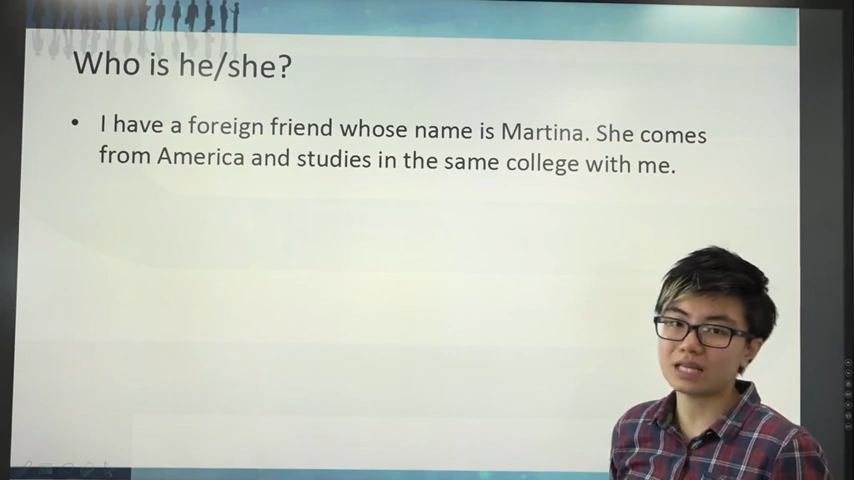 Who is he/she?
• I have a foreign friend whose name is Martina. She comes
from America and studies in the same college with me.